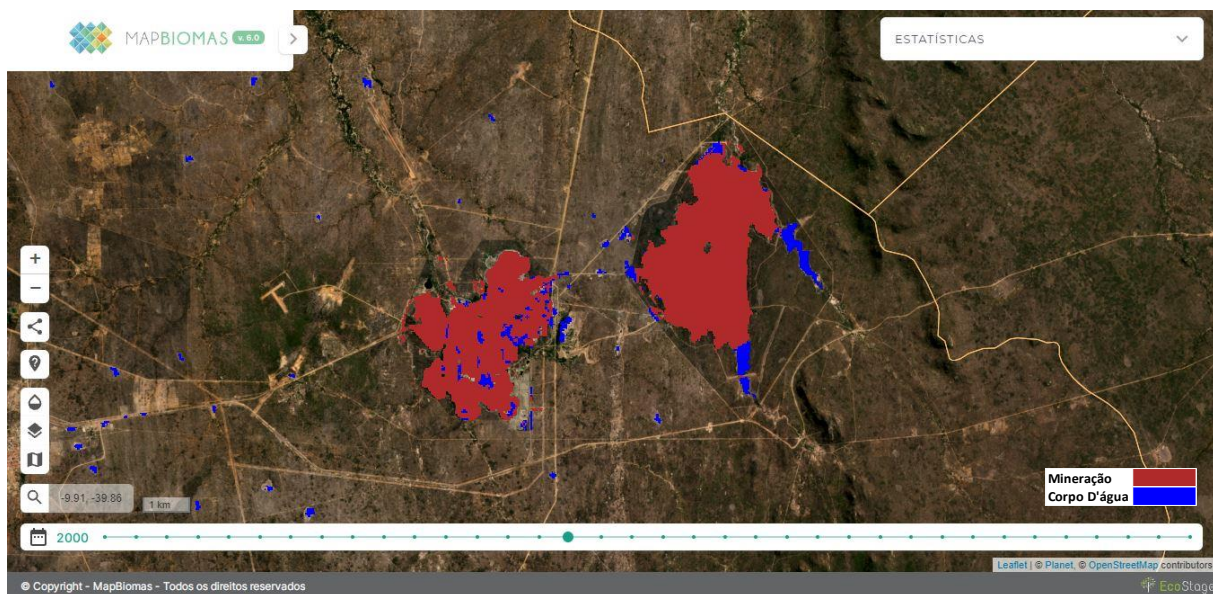 MAPBIOMAS v. 6.0
ESTATÍSTICAS
-9.91, -39.86
1 km
Mineração
Corpo D'água
2000
Leaflet | © Planet, © OpenStreetMap contributors
© Copyright - MapBiomas - Todos os direitos reservados
EcoStage